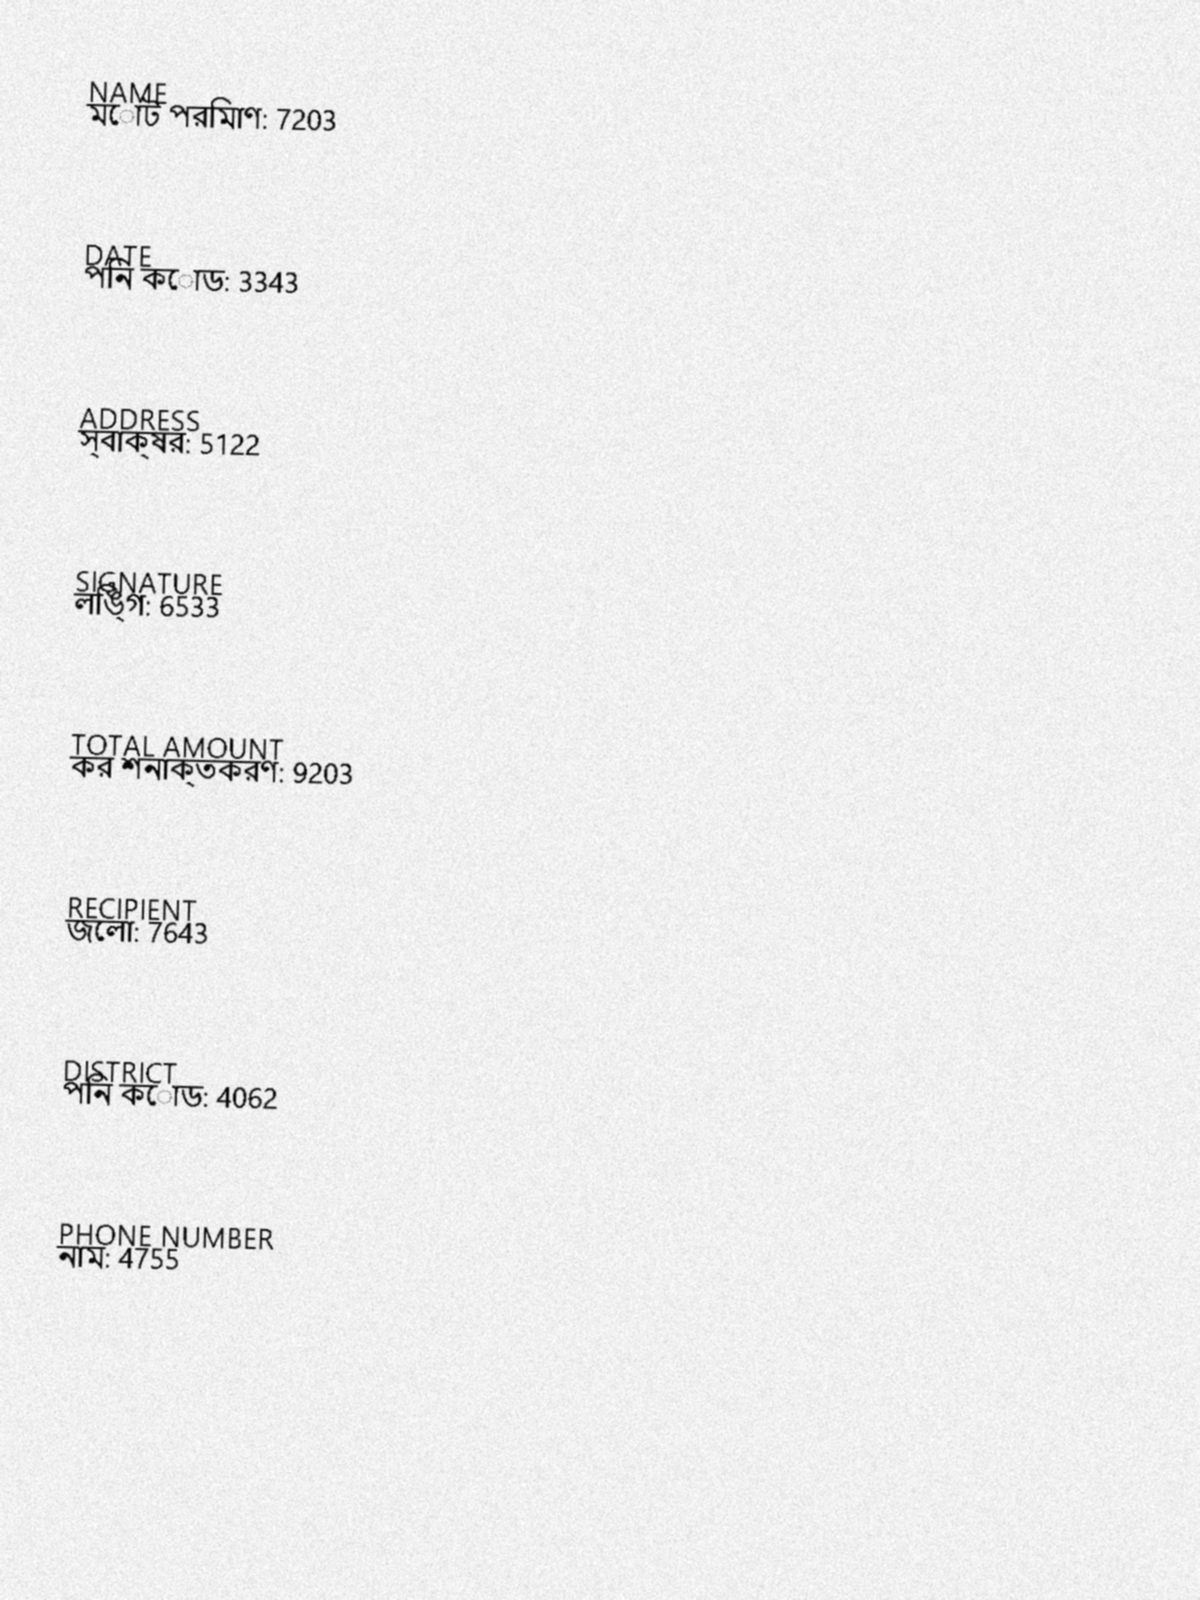 NAME
মোট পরিমাণ: 7203
DATE
পিন কোড: 3343
ADDRESS
স্বাক্ষর: 5122
SIGNATURE
লিঙ্গ: 6533
TOTAL AMOUNT
কর শনাক্তকরণ: 9203
RECIPIENT
জেলা: 7643
DISTRICT
পিন কোড: 4062
PHONE NUMBER
নাম: 4755